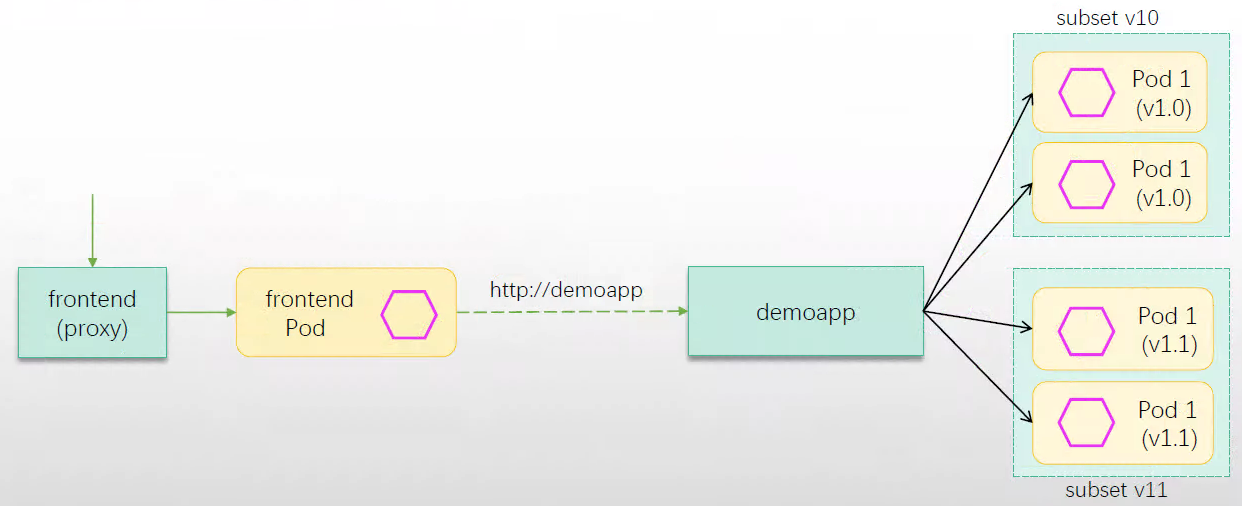 subset v10
Pod 1
(v1.0)
Pod 1
(v1.0)
frontend
(proxy)
frontend
Pod
http://demoapp
demoapp
Pod 1
(v1.1)
Pod 1
(v1.1)
subset v11